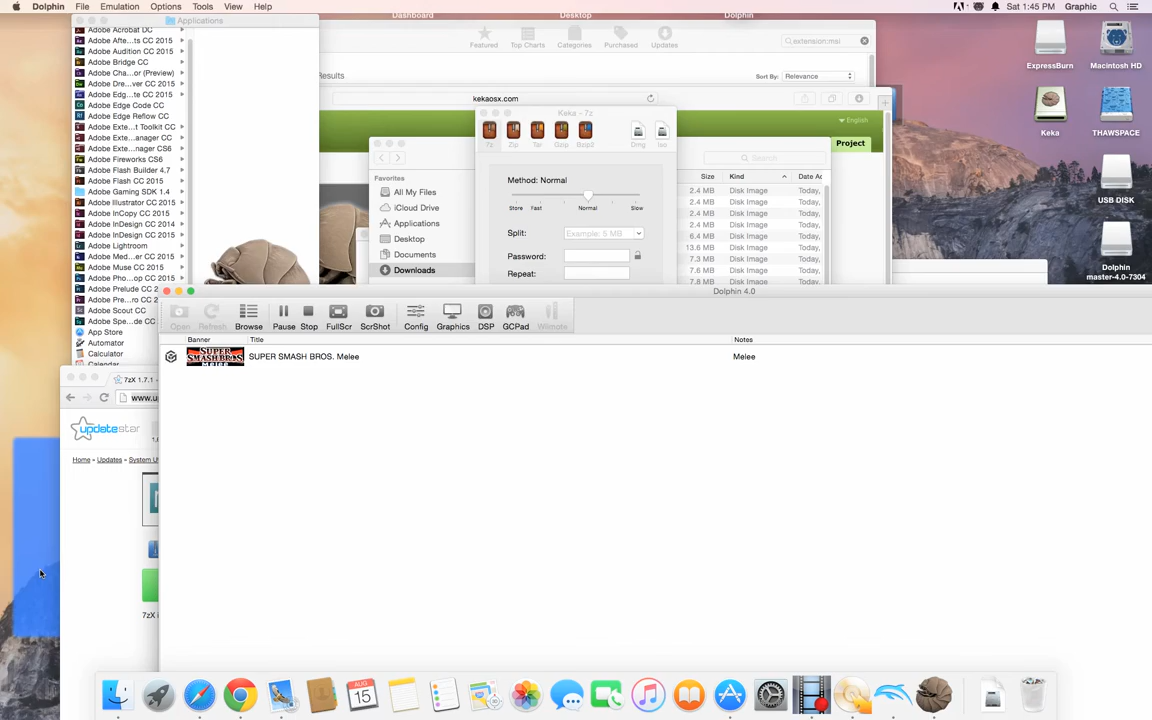 Dolphin File Emulation Options Tools View Help
Sat 1:45 PM Graphic
Dashboard Desktop Dolphin
Applications
Adobe Acrobat DC
Adobe Afte...ts CC 2015
Adobe Audition CC 2015
Adobe Bridge CC
Adobe Cha...or (Preview)
Adobe Dre...ver CC 2015
Adobe Edg...te CC 2015
Adobe Edge Code CC
Adobe Edge Reflow CC
Adobe Exte...t Toolkit CC
Adobe Exte...anager CC
Adobe Exte...nager CS6
Adobe Fireworks CS6
Adobe Flash Builder 4.7
Adobe Flash CC 2015
Adobe Gaming SDK 1.4
Adobe Illustrator CC 2015
Adobe InCopy CC 2015
Adobe InDesign CC 2014
Adobe InDesign CC 2015
Adobe Lightroom
Adobe Med...er CC 2015
Adobe Muse CC 2015
Adobe Pho...op CC 2015
Adobe Prelude CC 2015
Adobe Pre...ro CC 2015
Adobe Scout CC
Adobe Spe...de CC 2015
App Store
Automator
Calculator
Calendar
Featured Top Charts Categories Purchased Updates
extension:msi
Results
Sort By: Relevance
kekaosx.com
English
Project
Keka - 7z
7z Zip Tar Gzip Bzip2 Dmg Iso
Method: Normal
Store Fast Normal Slow
Split: Example: 5 MB
Password:
Repeat:
Favorites
All My Files
iCloud Drive
Applications
Desktop
Documents
Downloads
Search
Size Kind Date Ac
2.4 MB Disk Image Today,
2.4 MB Disk Image Today,
2.4 MB Disk Image Today,
2.4 MB Disk Image Today,
6.4 MB Disk Image Today,
13.6 MB Disk Image Today,
7.3 MB Disk Image Today,
7.6 MB Disk Image Today,
7.8 MB Disk Image Today,
ExpressBurn
Macintosh HD
Keka
THAWSPACE
USB DISK
Dolphin
master-4.0-7304
Dolphin 4.0
Open Refresh Browse Pause Stop FullScr ScrShot Config Graphics DSP GCPad Wiimote
Banner Title Notes
SUPER SMASH BROS. Melee Melee
SUPER
SMASH BROS
MELEE
7zX 1.7.1 -
www.u
updatestar
Home » Updates » System U
7zX i
AUG
15